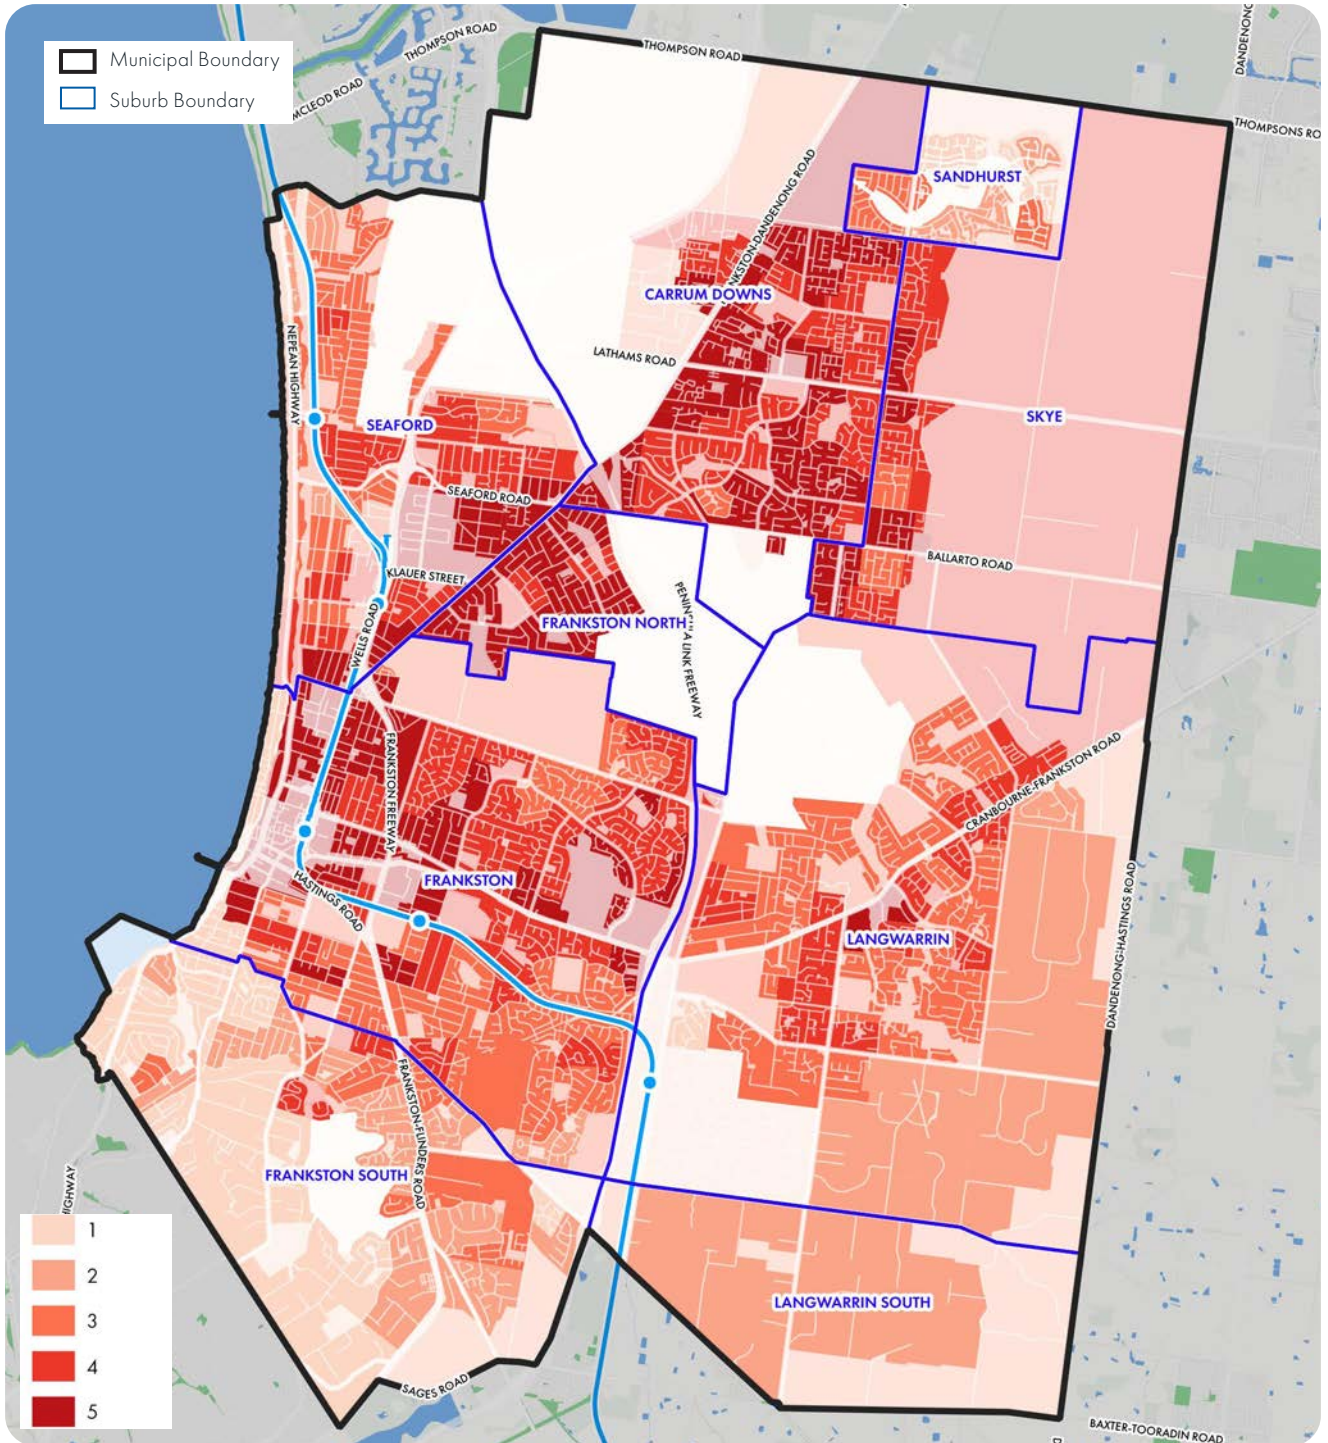 Municipal Boundary
Suburb Boundary
THOMPSON ROAD
MCLEOD ROAD
THOMPSON ROAD
THOMPSONS RO
SANDHURST
CARRUM DOWNS
LATHAMS ROAD
NEPEAN HIGHWAY
SEAFORD
SKYE
SEAFORD ROAD
KLAUER STREET
BALLARTO ROAD
WELLS ROAD
FRANKSTON NORTH
FRANKSTON FREEWAY
CRANBOURNE-FRANKSTON ROAD
FRANKSTON
HASTINGS ROAD
LANGWARRIN
DANDENONG-HASTINGS ROAD
FRANKSTON-FLINDERS ROAD
FRANKSTON SOUTH
HIGHWAY
LANGWARRIN SOUTH
SAGES ROAD
BAXTER-TOORADIN ROAD
1
2
3
4
5